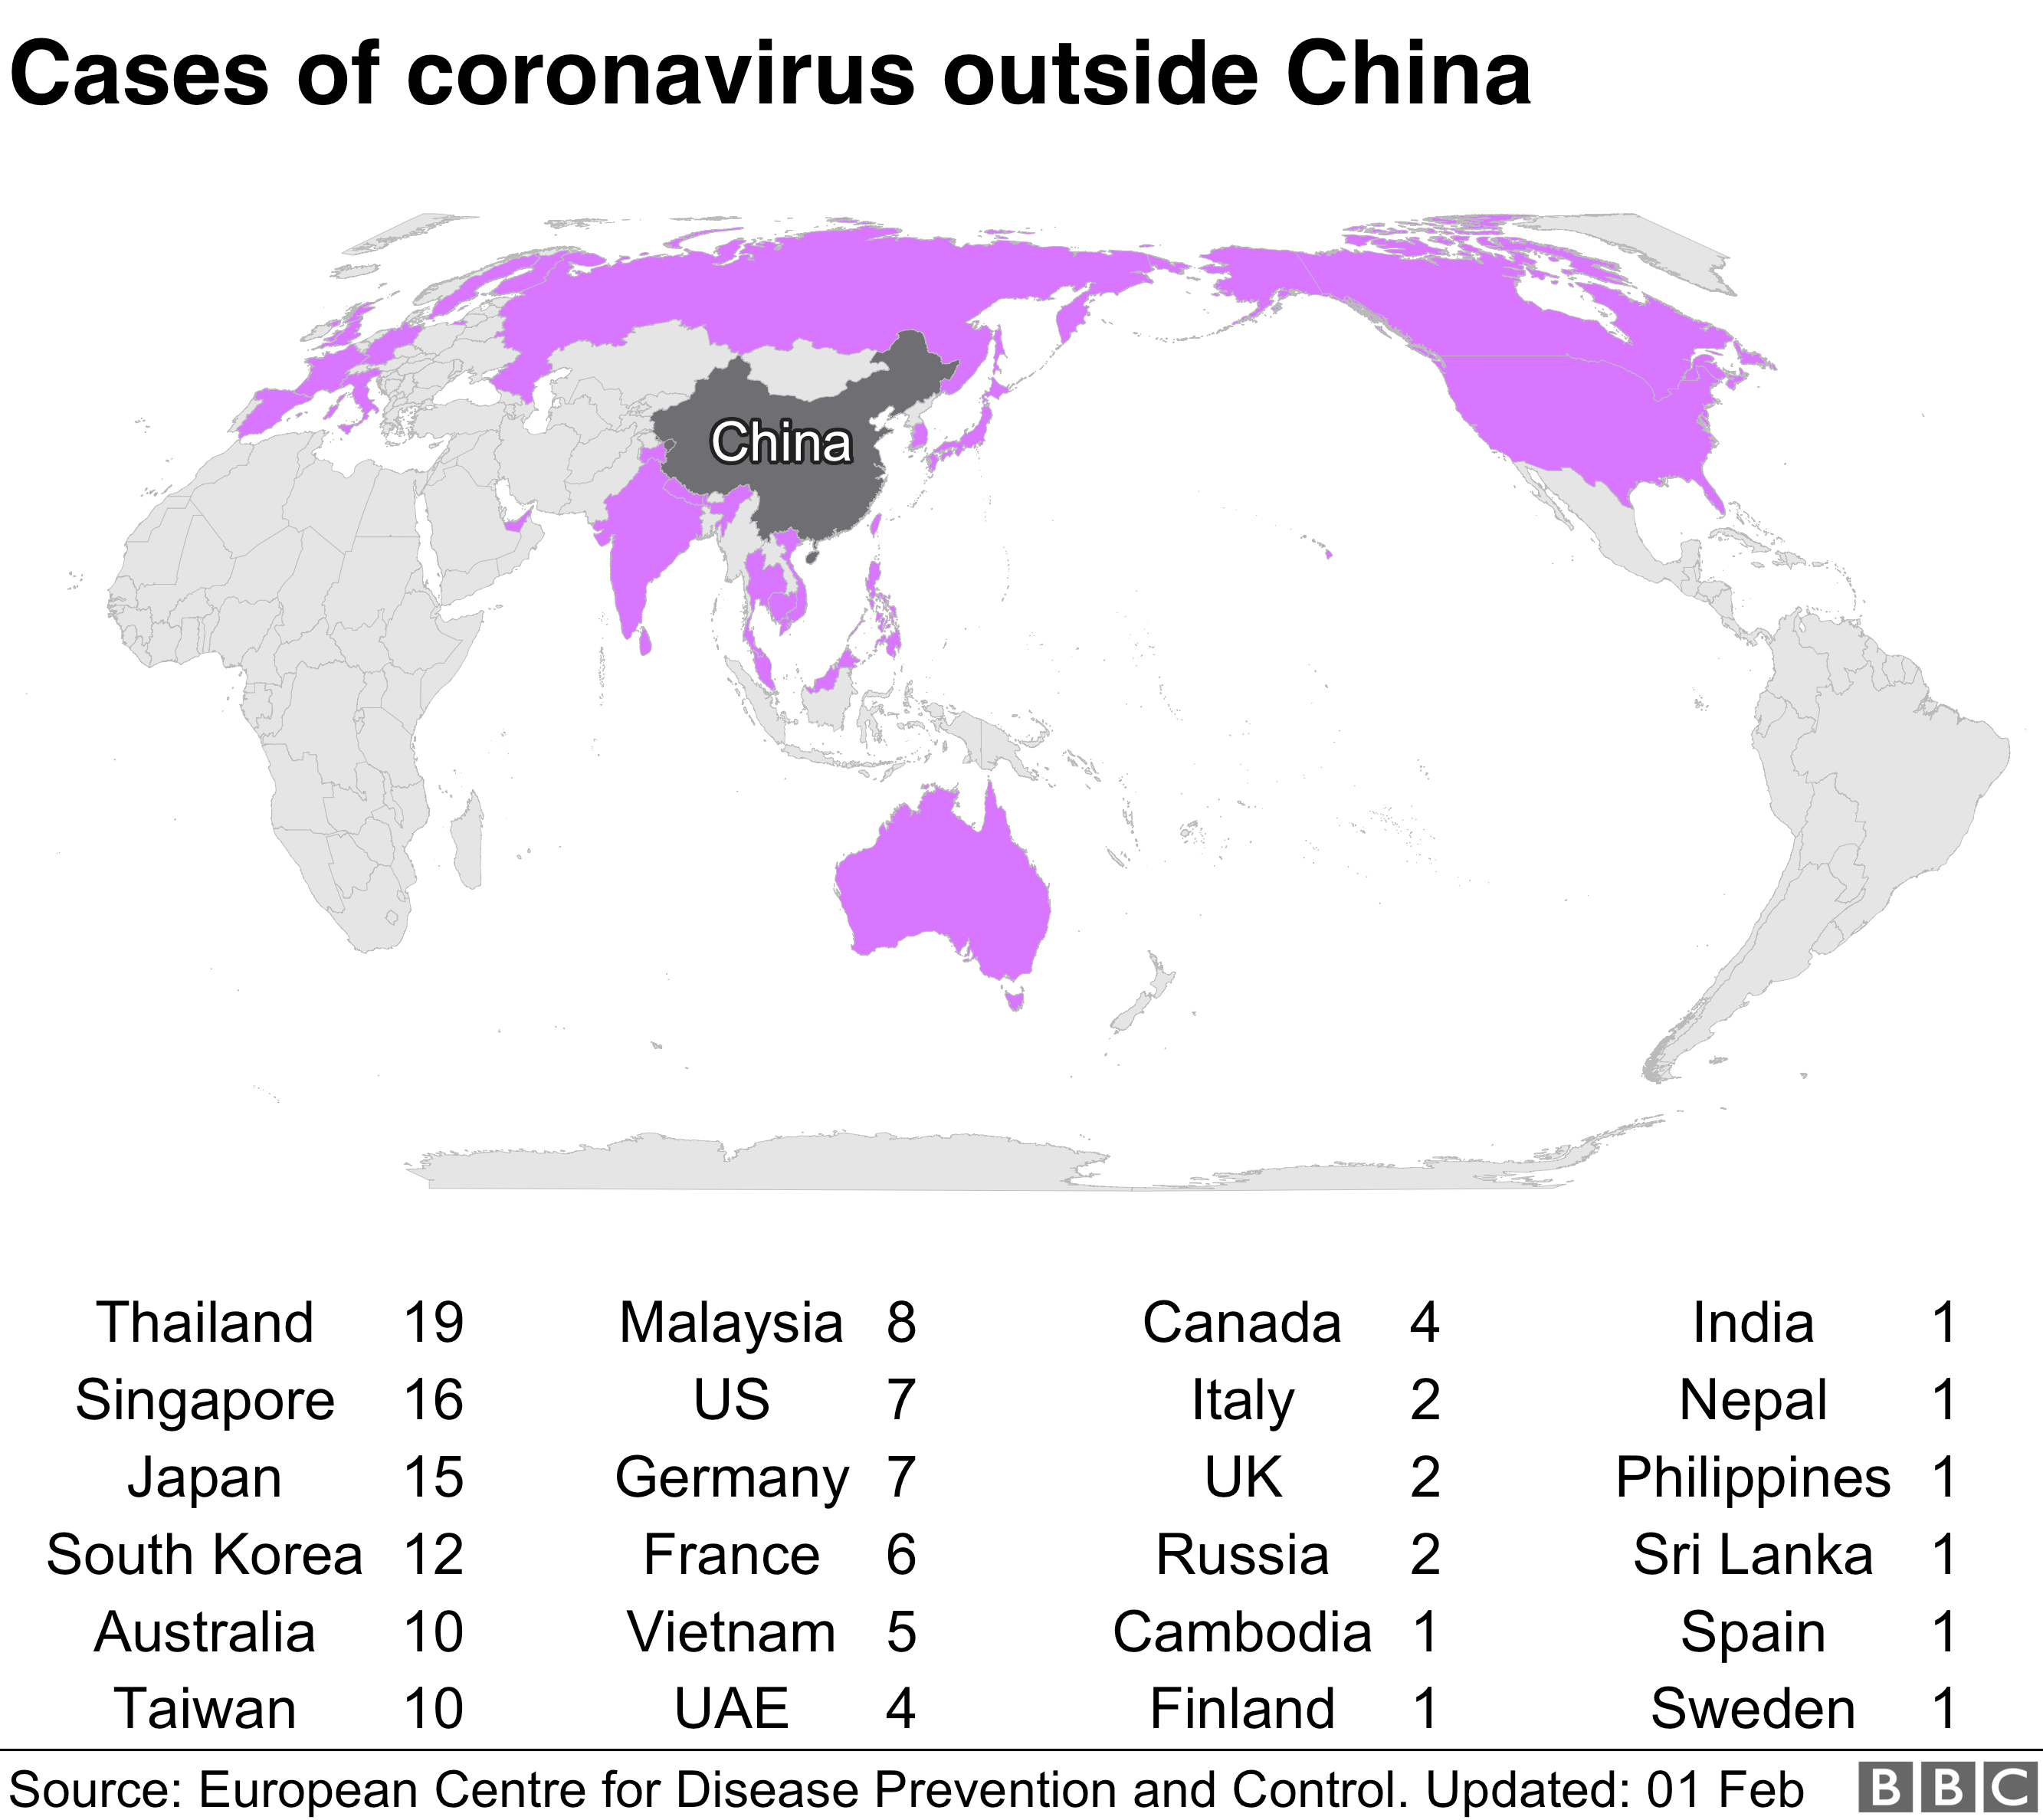 Cases of coronavirus outside China
China
Thailand 19 Malaysia 8 Canada 4 India 1
Singapore 16 US 7 Italy 2 Nepal 1
Japan 15 Germany 7 UK 2 Philippines 1
South Korea 12 France 6 Russia 2 Sri Lanka 1
Australia 10 Vietnam 5 Cambodia 1 Spain 1
Taiwan 10 UAE 4 Finland 1 Sweden 1
Source: European Centre for Disease Prevention and Control. Updated: 01 Feb BBC